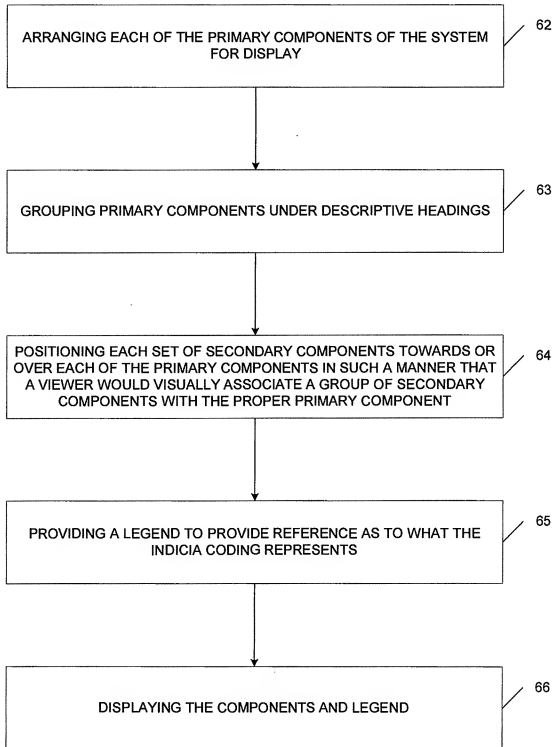 62
ARRANGING EACH OF THE PRIMARY COMPONENTS OF THE SYSTEM
FOR DISPLAY
63
GROUPING PRIMARY COMPONENTS UNDER DESCRIPTIVE HEADINGS
POSITIONING EACH SET OF SECONDARY COMPONENTS TOWARDS OR
OVER EACH OF THE PRIMARY COMPONENTS IN SUCH A MANNER THAT
A VIEWER WOULD VISUALLY ASSOCIATE A GROUP OF SECONDARY
COMPONENTS WITH THE PROPER PRIMARY COMPONENT
64
PROVIDING A LEGEND TO PROVIDE REFERENCE AS TO WHAT THE
INDICIA CODING REPRESENTS
65
DISPLAYING THE COMPONENTS AND LEGEND
66